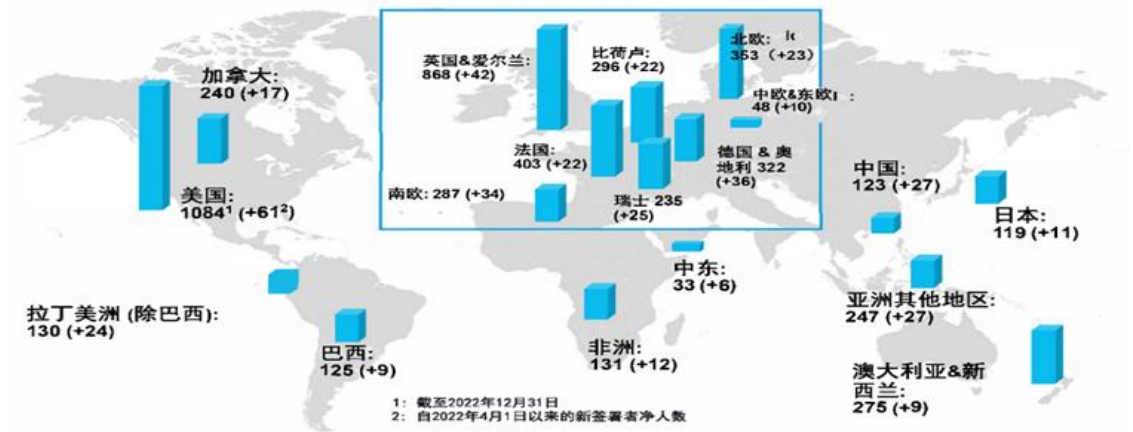 加拿大:
240 (+17)
美国:
1084¹ (+61²)
拉丁美洲 (除巴西):
130 (+24)
巴西:
125 (+9)
英国&爱尔兰:
868 (+42)
比荷卢:
296 (+22)
北欧:
353 (+23)
中欧&东欧 :
48 (+10)
法国:
403 (+22)
德国 & 奥
地利 322
(+36)
南欧: 287 (+34)
瑞士 235
(+25)
中东:
33 (+6)
非洲:
131 (+12)
中国:
123 (+27)
日本:
119 (+11)
亚洲其他地区:
247 (+27)
澳大利亚&新
西兰:
275 (+9)
1: 截至2022年12月31日
2: 自2022年4月1日以来的新签署者净人数